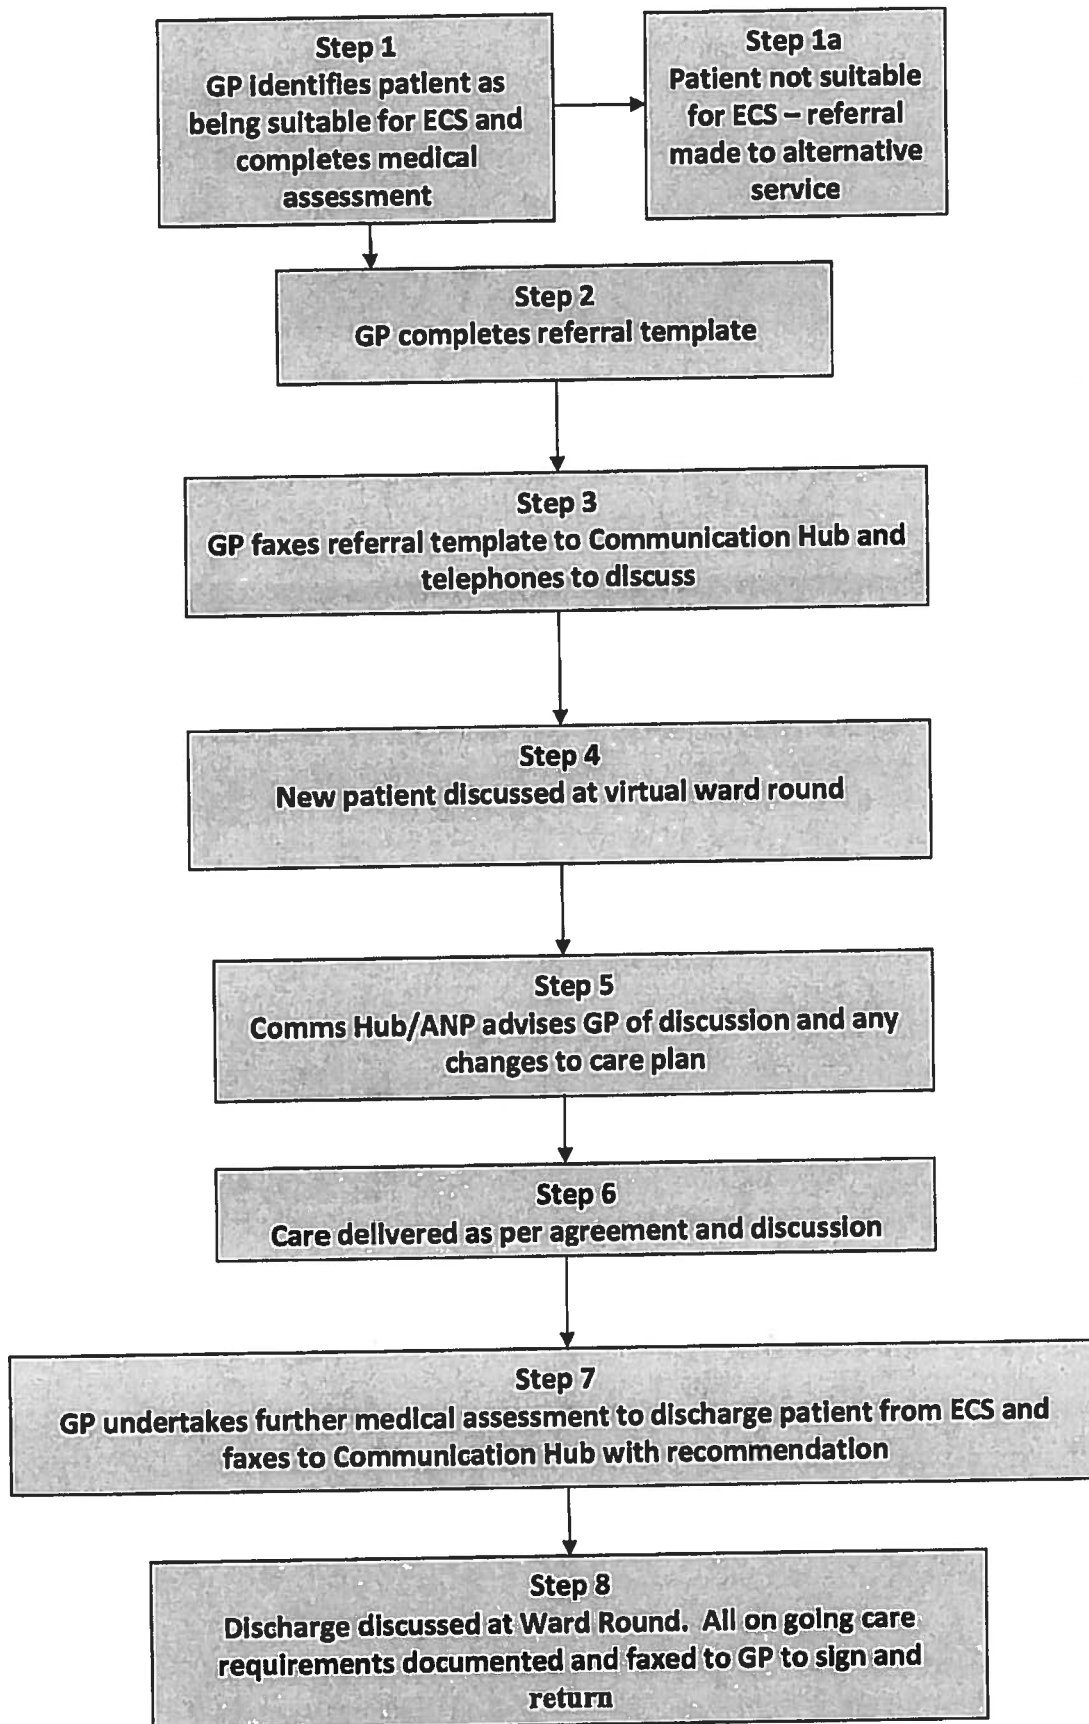 Step 1
GP identifies patient as
being suitable for ECS and
completes medical
assessment
Step 1a
Patient not suitable
for ECS – referral
made to alternative
service
Step 2
GP completes referral template
Step 3
GP faxes referral template to Communication Hub and
telephones to discuss
Step 4
New patient discussed at virtual ward round
Step 5
Comms Hub/ANP advises GP of discussion and any
changes to care plan
Step 6
Care delivered as per agreement and discussion
Step 7
GP undertakes further medical assessment to discharge patient from ECS and
faxes to Communication Hub with recommendation
Step 8
Discharge discussed at Ward Round.  All on going care
requirements documented and faxed to GP to sign and
return